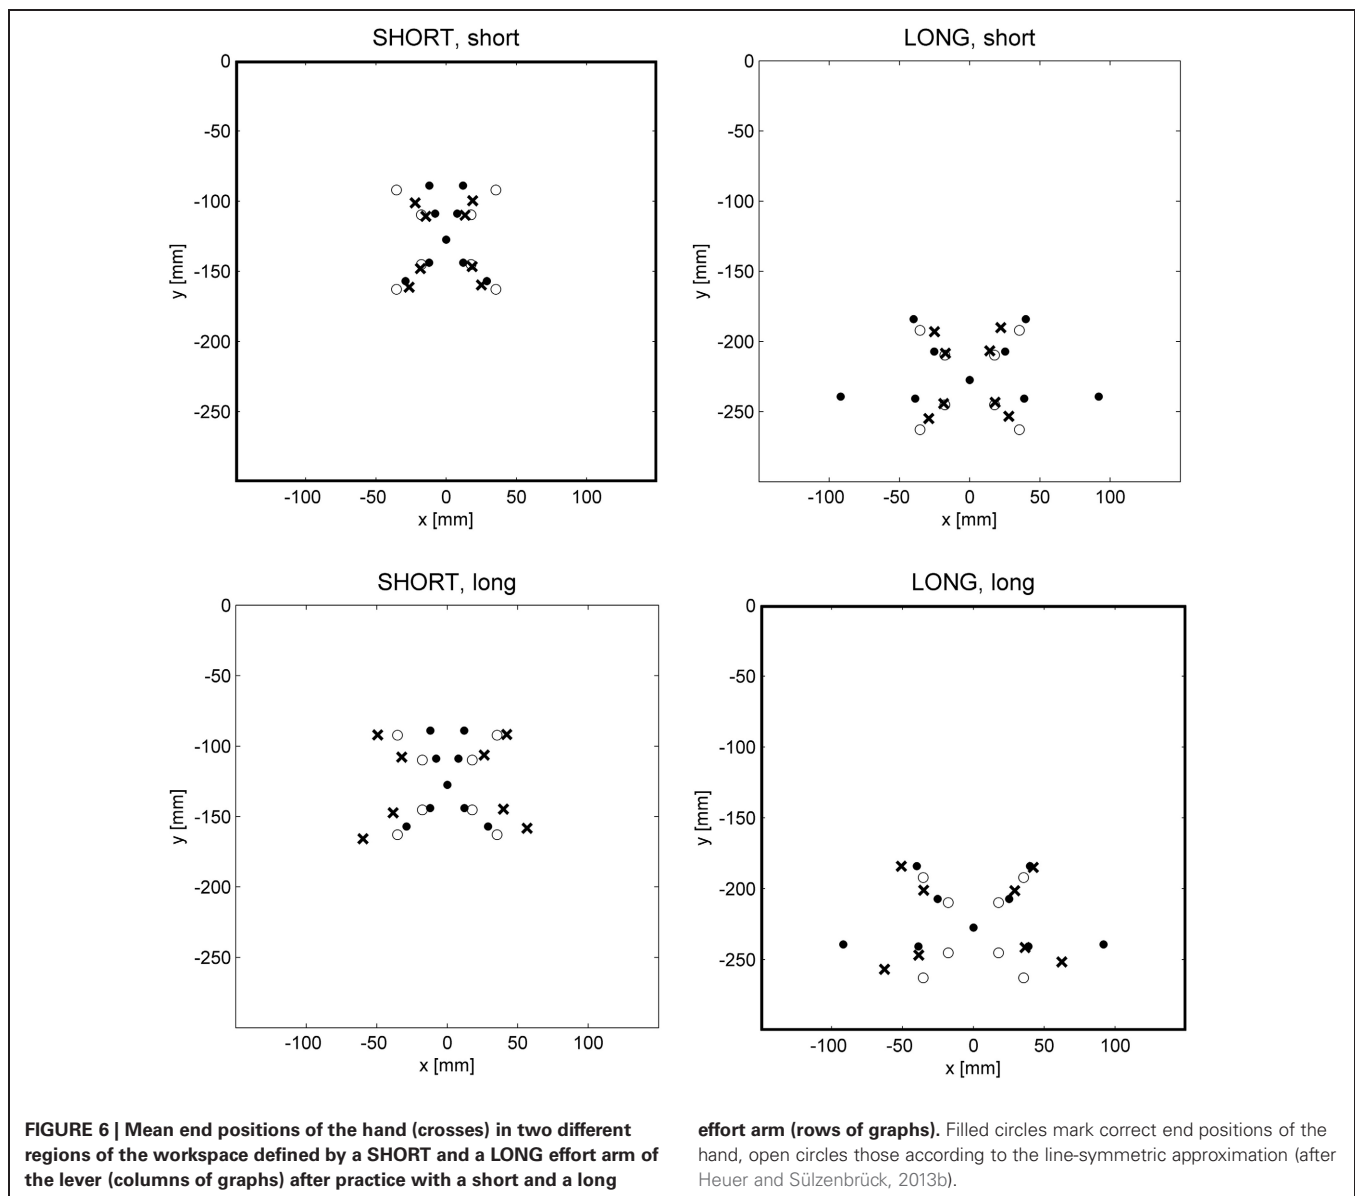 SHORT, short
0
-50
-100
-150
-200
-250
y [mm]
-100 -50 0 50 100
x [mm]
LONG, short
0
-50
-100
-150
-200
-250
y [mm]
-100 -50 0 50 100
x [mm]
SHORT, long
0
-50
-100
-150
-200
-250
y [mm]
-100 -50 0 50 100
x [mm]
LONG, long
0
-50
-100
-150
-200
-250
y [mm]
-100 -50 0 50 100
x [mm]
FIGURE 6 | Mean end positions of the hand (crosses) in two different
regions of the workspace defined by a SHORT and a LONG effort arm of
the lever (columns of graphs) after practice with a short and a long
effort arm (rows of graphs). Filled circles mark correct end positions of the
hand, open circles those according to the line-symmetric approximation (after
Heuer and Sülzenbrück, 2013b).